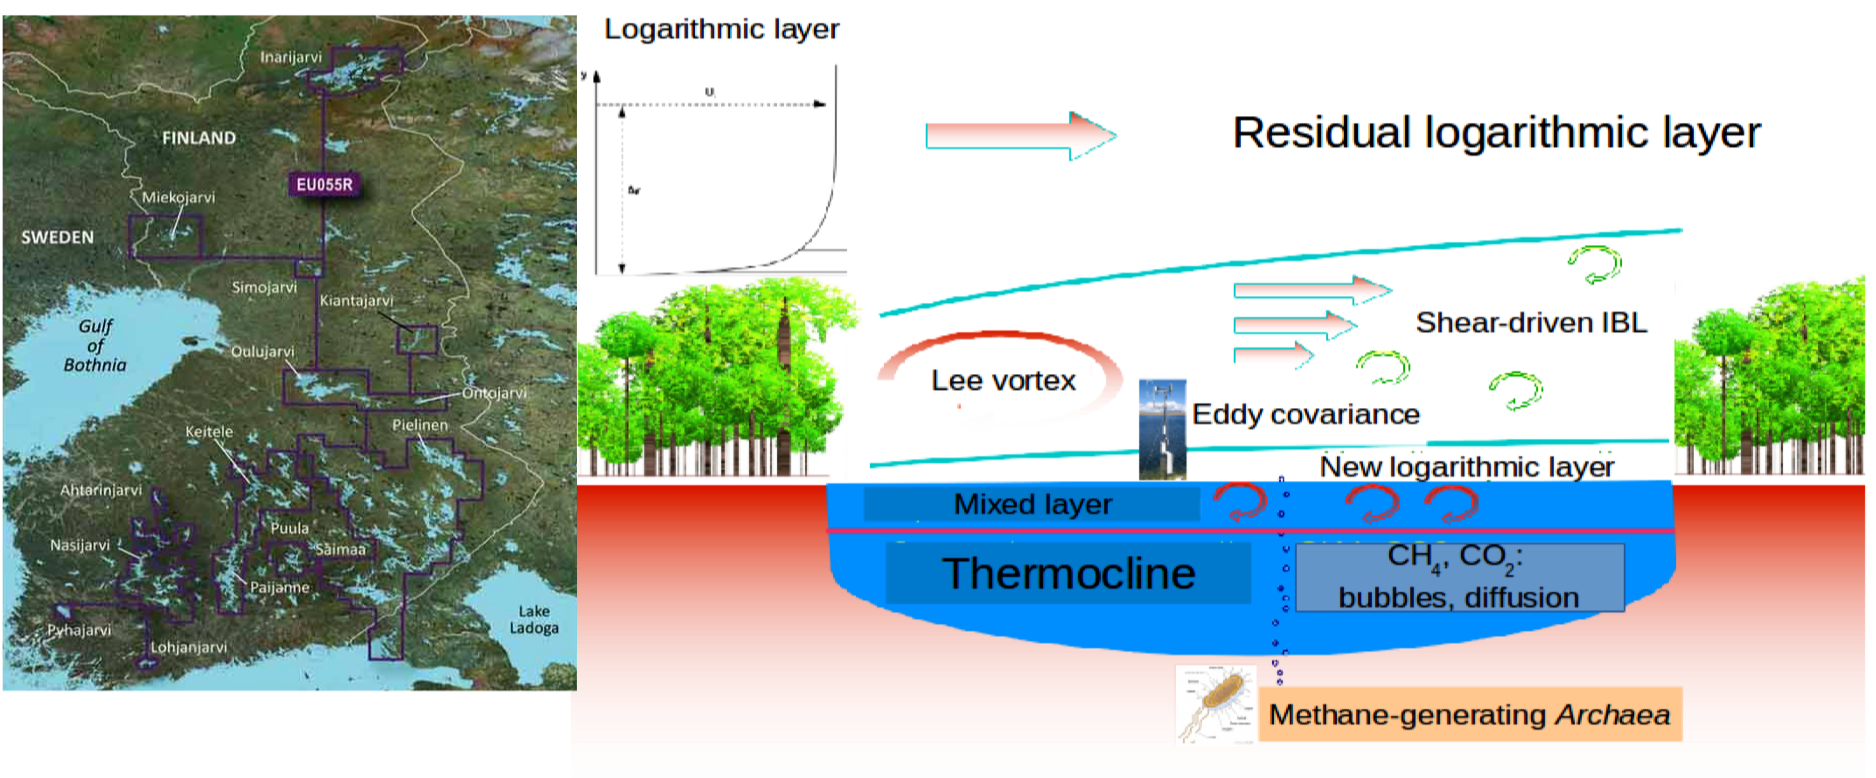 Inarijarvi
FINLAND
EU055R
Miekojarvi
SWEDEN
Simojarvi
Kiantajarvi
Gulf
of
Bothnia
Oulujarvi
Ontojarvi
Keitele
Pielinen
Ahtarinjarvi
Puula
Nasijarvi
Saimaa
Paijanne
Lake
Ladoga
Pyhajarvi
Lohjanjarvi
Logarithmic layer
Residual logarithmic layer
Shear-driven IBL
Lee vortex
Eddy covariance
New logarithmic layer
Mixed layer
Thermocline
CH₄, CO₂:
bubbles, diffusion
Methane-generating Archaea